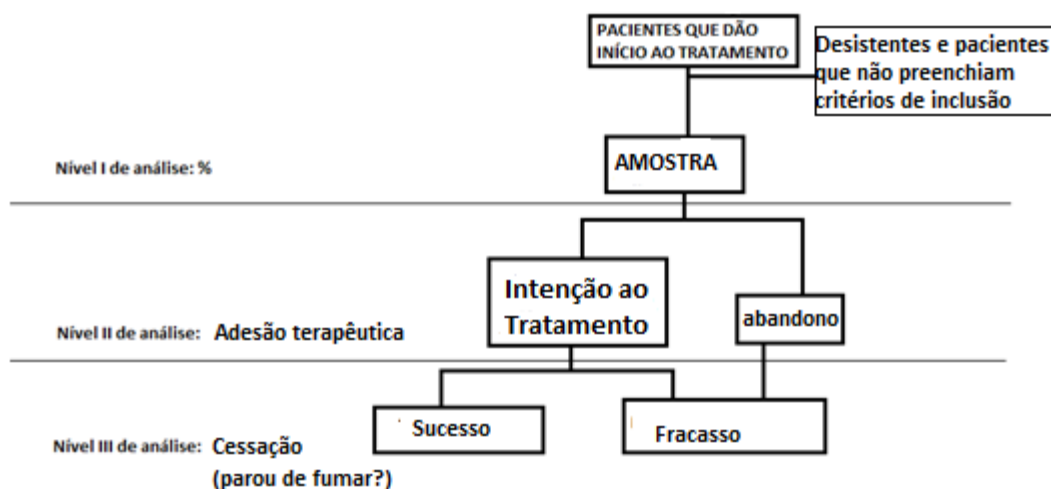 PACIENTES QUE DÃO
INÍCIO AO TRATAMENTO
Desistentes e pacientes
que não preenchiam
critérios de inclusão
Nível I de análise: %
AMOSTRA
Intenção ao
Tratamento
abandono
Nível II de análise: Adesão terapêutica
Sucesso
Fracasso
Nível III de análise: Cessação
(parou de fumar?)